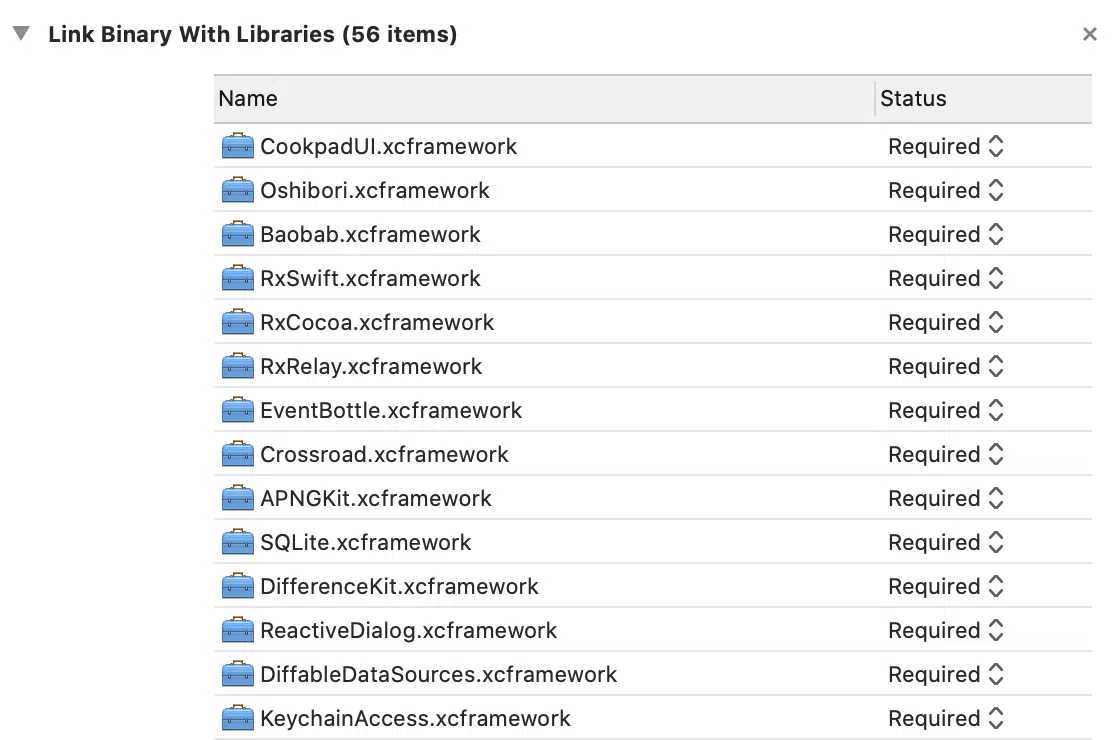 Link Binary With Libraries (56 items)
Name Status
CookpadUI.xcframework Required
Oshibori.xcframework Required
Baobab.xcframework Required
RxSwift.xcframework Required
RxCocoa.xcframework Required
RxRelay.xcframework Required
EventBottle.xcframework Required
Crossroad.xcframework Required
APNGKit.xcframework Required
SQLite.xcframework Required
DifferenceKit.xcframework Required
ReactiveDialog.xcframework Required
DiffableDataSources.xcframework Required
KeychainAccess.xcframework Required